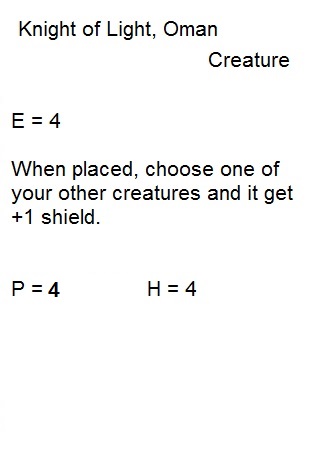 Knight of Light, Oman
Creature
E = 4
When placed, choose one of
your other creatures and it get
+1 shield.
P = 4 H = 4